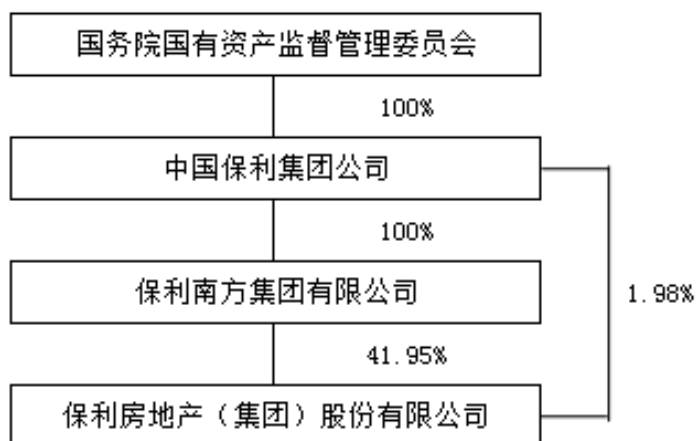 国务院国有资产监督管理委员会
100%
中国保利集团公司
100%
保利南方集团有限公司
1.98%
41.95%
保利房地产（集团）股份有限公司